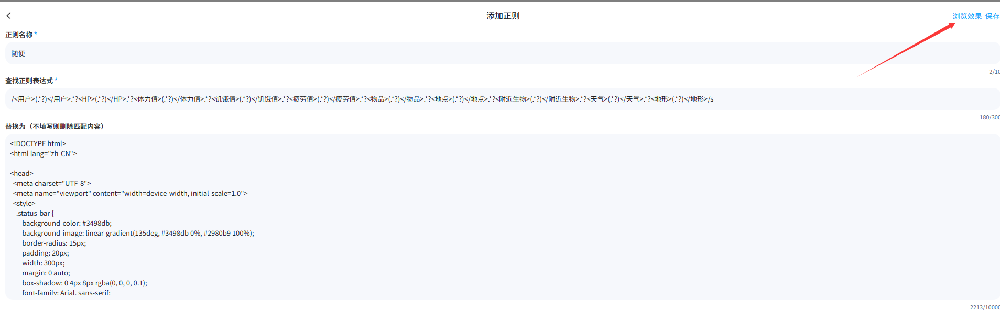 添加正则
浏览效果 保存
正则名称 *
随便
2/10
查找正则表达式 *
/<用户>(.*?)</用户>.*?<HP>(.*?)</HP>.*?<体力值>(.*?)</体力值>.*?<饥饿值>(.*?)</饥饿值>.*?<疲劳值>(.*?)</疲劳值>.*?<物品>(.*?)</物品>.*?<地点>(.*?)</地点>.*?<附近生物>(.*?)</附近生物>.*?<天气>(.*?)</天气>.*?<地形>(.*?)</地形>/s
180/300
替换为（不填写则删除匹配内容）
<!DOCTYPE html>
<html lang="zh-CN">
<head>
<meta charset="UTF-8">
<meta name="viewport" content="width=device-width, initial-scale=1.0">
<style>
.status-bar {
background-color: #3498db;
background-image: linear-gradient(135deg, #3498db 0%, #2980b9 100%);
border-radius: 15px;
padding: 20px;
width: 300px;
margin: 0 auto;
box-shadow: 0 4px 8px rgba(0, 0, 0, 0.1);
font-family: Arial, sans-serif;
2213/10000